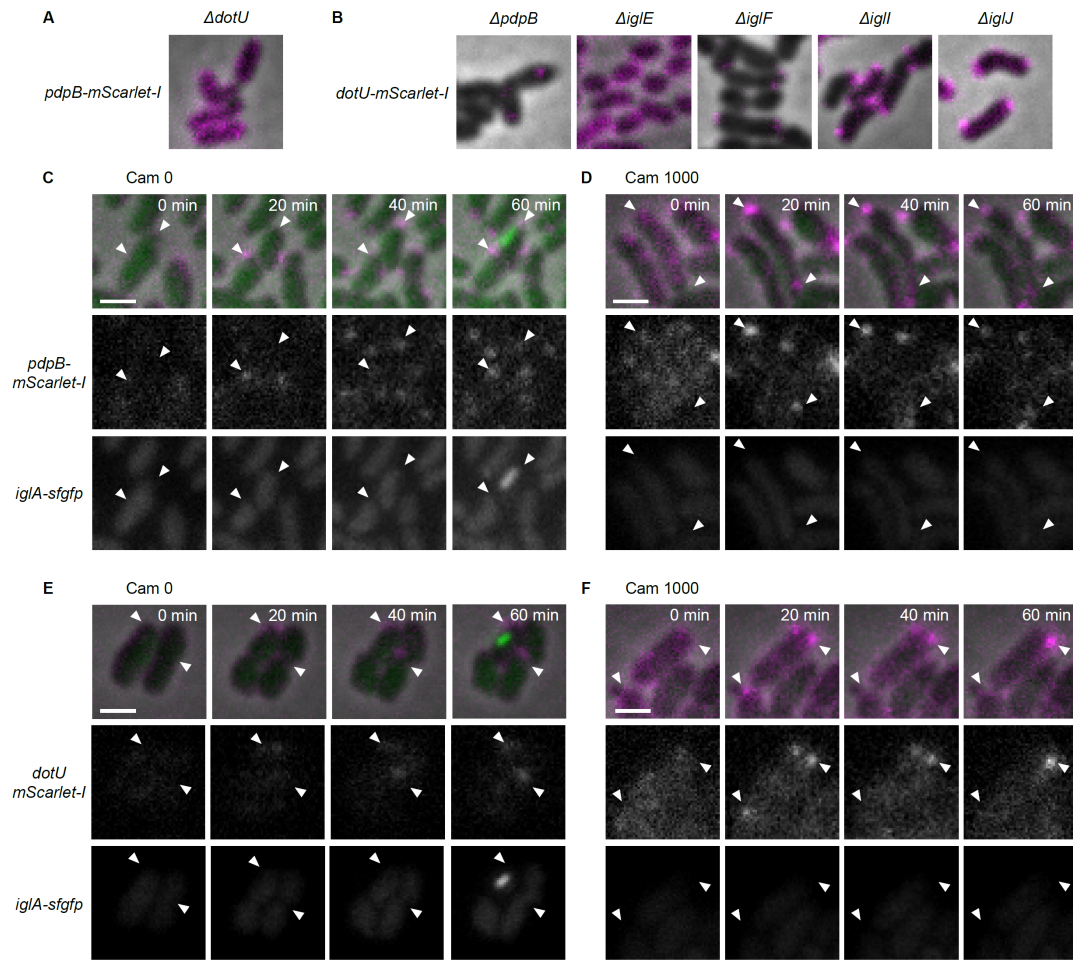 A ΔdotU B ΔpdpB ΔiglE ΔiglF ΔiglI ΔiglJ
pdpB-mScarlet-I dotU-mScarlet-I
C Cam 0 D Cam 1000
0 min 20 min 40 min 60 min 0 min 20 min 40 min 60 min
pdpB-
mScarlet-I
iglA-sfgfp
E Cam 0 F Cam 1000
0 min 20 min 40 min 60 min 0 min 20 min 40 min 60 min
dotU
mScarlet-I
iglA-sfgfp